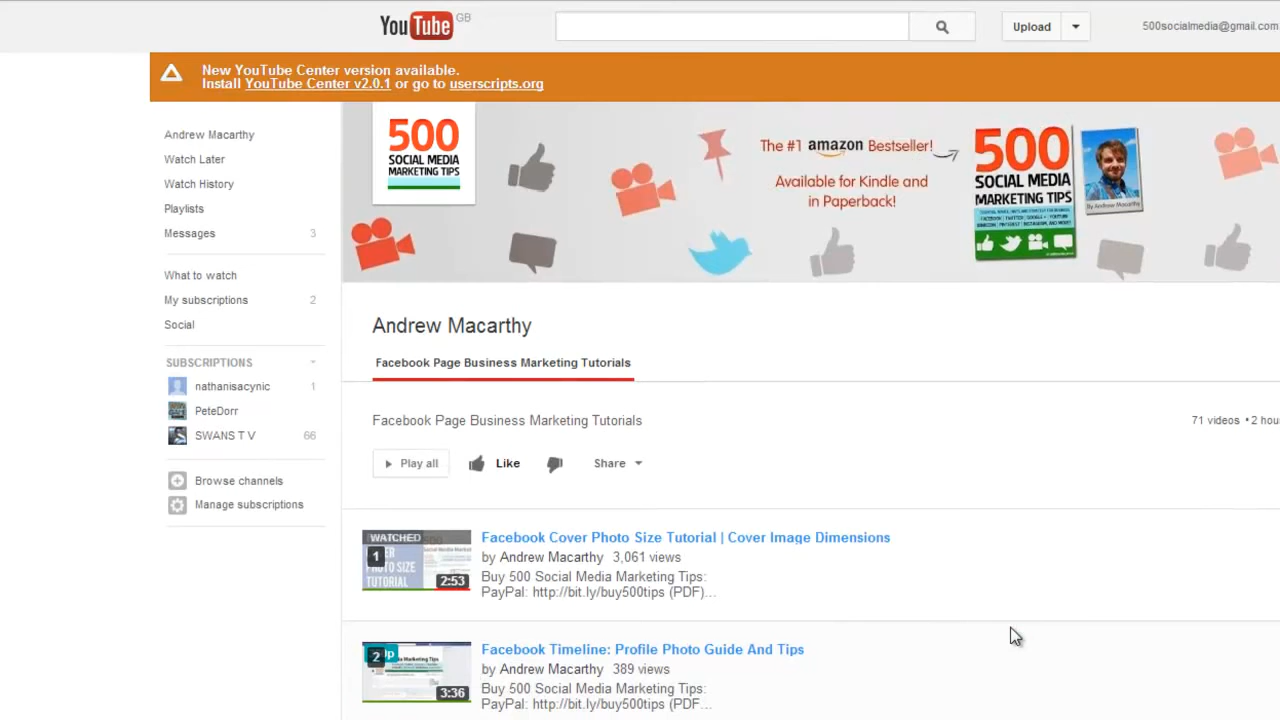 YouTube GB
Upload
500socialmedia@gmail.com
New YouTube Center version available.
Install YouTube Center v2.0.1 or go to userscripts.org
Andrew Macarthy
Watch Later
Watch History
Playlists
Messages 3
What to watch
My subscriptions 2
Social
SUBSCRIPTIONS
nathanisacynic 1
PeteDorr
SWANS T V 66
Browse channels
Manage subscriptions
500
SOCIAL MEDIA
MARKETING TIPS
The #1 amazon Bestseller!
Available for Kindle and
in Paperback!
500
SOCIAL MEDIA
MARKETING TIPS
By Andrew Macarthy
Andrew Macarthy
Facebook Page Business Marketing Tutorials
Facebook Page Business Marketing Tutorials
71 videos • 2 hou
Play all
Like
Share
WATCHED
1
PHOTO SIZE
TUTORIAL
2:53
Facebook Cover Photo Size Tutorial | Cover Image Dimensions
by Andrew Macarthy 3,061 views
Buy 500 Social Media Marketing Tips:
PayPal: http://bit.ly/buy500tips (PDF)...
2
3:36
Facebook Timeline: Profile Photo Guide And Tips
by Andrew Macarthy 389 views
Buy 500 Social Media Marketing Tips:
PayPal: http://bit.ly/buy500tips (PDF...